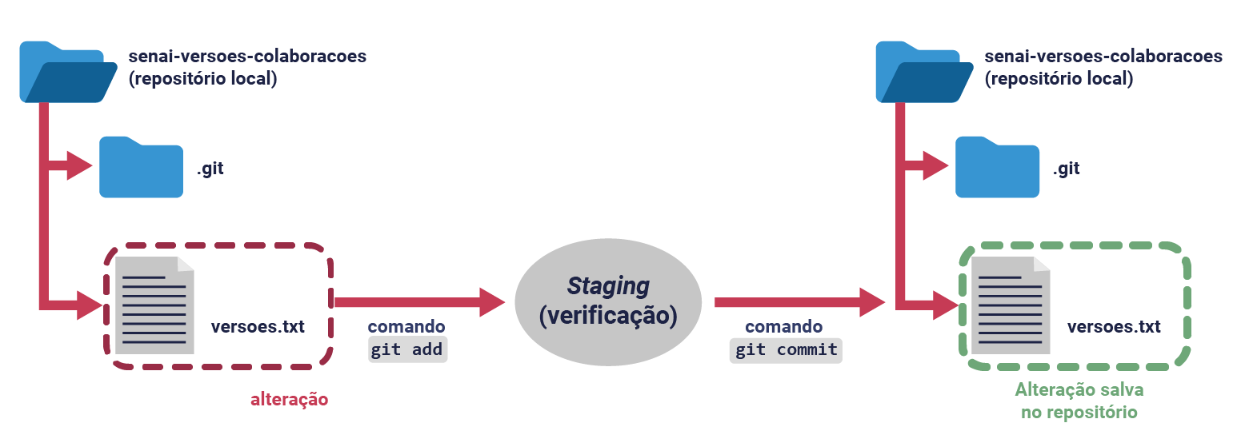 senai-versoes-colaboracoes
(repositório local)
.git
versoes.txt
alteração
comando
git add
Staging
(verificação)
comando
git commit
senai-versoes-colaboracoes
(repositório local)
.git
versoes.txt
Alteração salva
no repositório